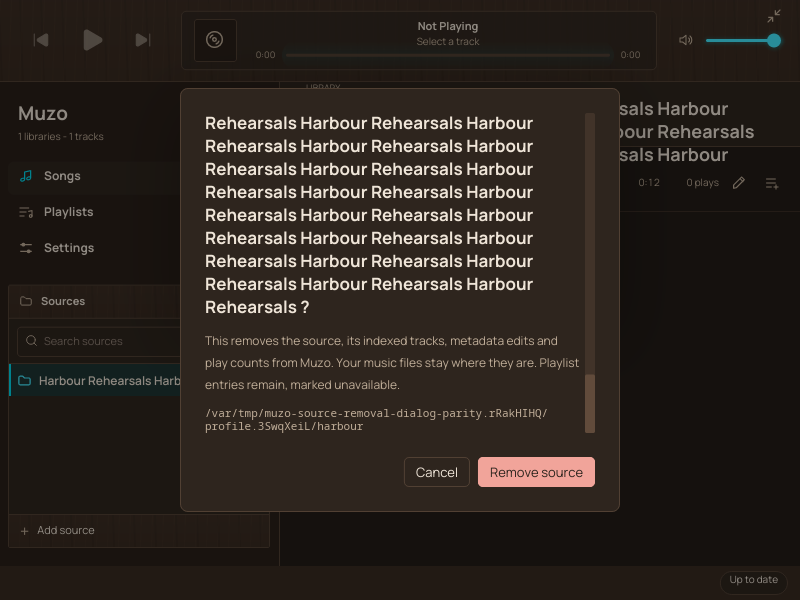 Not Playing
Select a track
0:00
0:00
LIBRARY
Muzo
1 libraries - 1 tracks
Songs
Playlists
Settings
Sources
Search sources
Harbour Rehearsals Harb
Add source
sals Harbour
our Rehearsals
sals Harbour
0:12
0 plays
Rehearsals Harbour Rehearsals Harbour
Rehearsals Harbour Rehearsals Harbour
Rehearsals Harbour Rehearsals Harbour
Rehearsals Harbour Rehearsals Harbour
Rehearsals Harbour Rehearsals Harbour
Rehearsals Harbour Rehearsals Harbour
Rehearsals Harbour Rehearsals Harbour
Rehearsals Harbour Rehearsals Harbour
Rehearsals ?
This removes the source, its indexed tracks, metadata edits and
play counts from Muzo. Your music files stay where they are. Playlist
entries remain, marked unavailable.
/var/tmp/muzo-source-removal-dialog-parity.rRakHIHQ/
profile.3SwqXeiL/harbour
Cancel
Remove source
Up to date